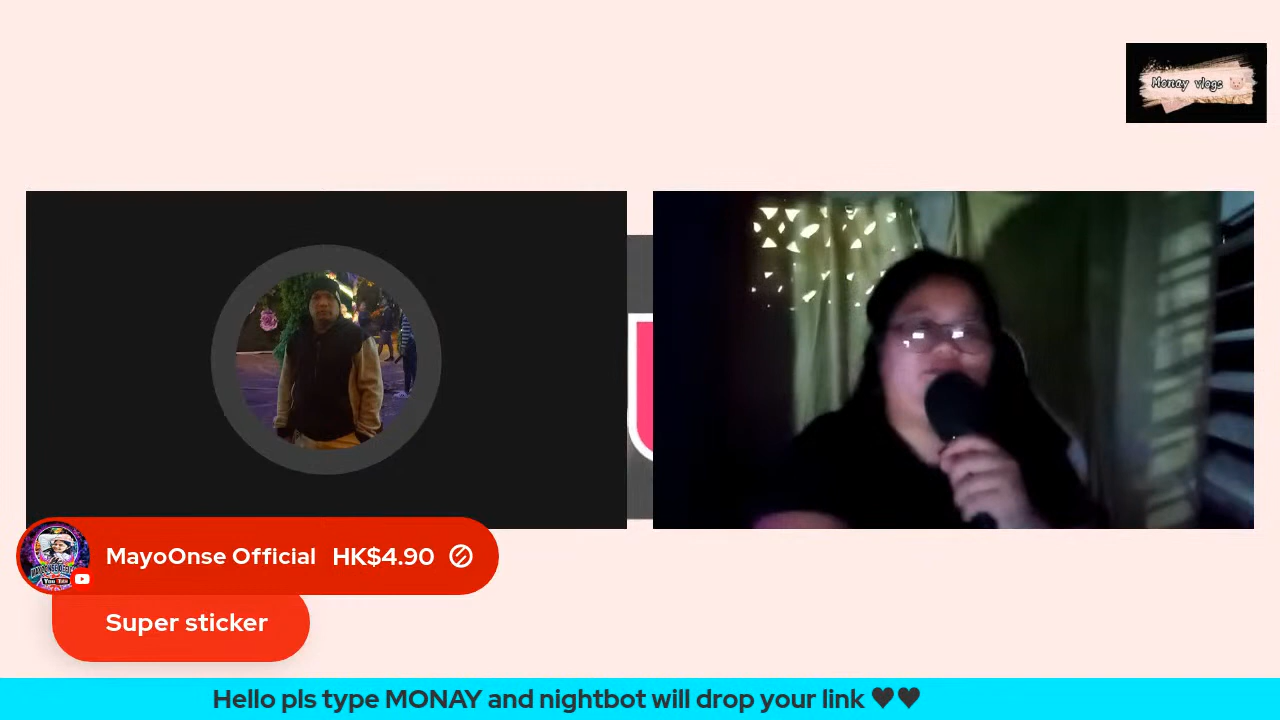 Monay vlogs
MayoOnse Official HK$4.90
Super sticker
Hello pls type MONAY and nightbot will drop your link ♥♥